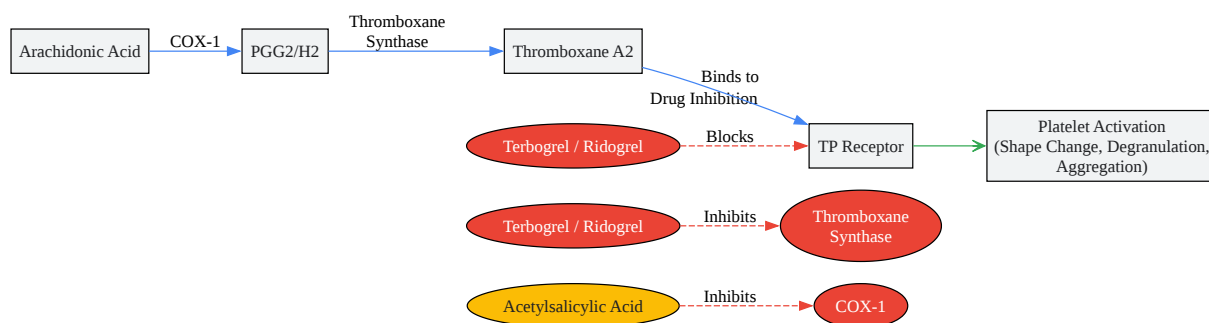 Arachidonic Acid
COX-1
PGG2/H2
Thromboxane
Synthase
Thromboxane A2
Binds to
Drug Inhibition
Terbogrel / Ridogrel
Blocks
TP Receptor
Platelet Activation
(Shape Change, Degranulation,
Aggregation)
Terbogrel / Ridogrel
Inhibits
Thromboxane
Synthase
Acetylsalicylic Acid
Inhibits
COX-1